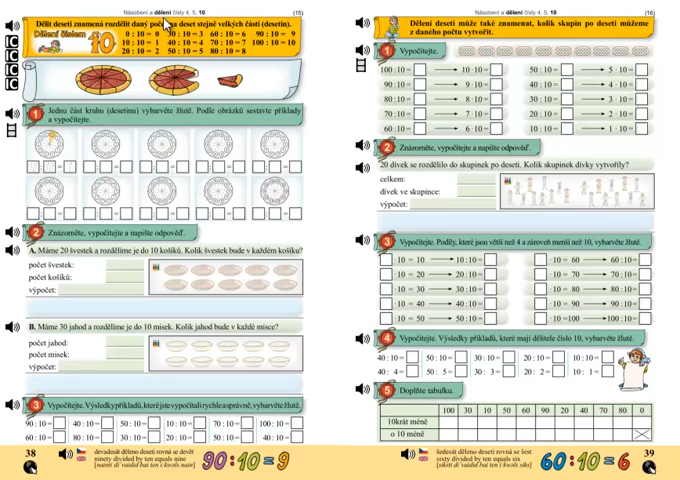 Násobení a dělení čísly 4, 5, 10
(15)
Dělit deseti znamená rozdělit daný počet na deset stejně velkých částí (desetin).
Dělení číslem 10
0 : 10 = 0 30 : 10 = 3 60 : 10 = 6 90 : 10 = 9
10 : 10 = 1 40 : 10 = 4 70 : 10 = 7 100 : 10 = 10
20 : 10 = 2 50 : 10 = 5 80 : 10 = 8
1 Jednu část kruhu (desetinu) vybarvěte žlutě. Podle obrázků sestavte příklady
a vypočítejte.
2 Znázorněte, vypočítejte a napište odpověď.
A. Máme 20 švestek a rozdělíme je do 10 košíků. Kolik švestek bude v každém košíku?
počet švestek:
počet košíků:
výpočet:
B. Máme 30 jahod a rozdělíme je do 10 misek. Kolik jahod bude v každé misce?
počet jahod:
počet misek:
výpočet:
3 Vypočítejte. Výsledky příkladů, které jste vypočítali rychle a správně, vybarvěte žlutě.
90 : 10 = 40 : 10 = 30 : 10 = 10 : 10 = 70 : 10 = 100 : 10 =
60 : 10 = 80 : 10 = 50 : 10 = 20 : 10 = 50 : 10 = 40 : 10 =
38
devadesát děleno deseti rovná se devět
ninety divided by ten equals nine
90 : 10 = 9
Násobení a dělení čísly 4, 5, 10
(16)
Dělení deseti může také znamenat, kolik skupin po deseti můžeme
z daného počtu vytvořit.
1 Vypočítejte.
100 : 10 = 10 · 10 = 50 : 10 = 5 · 10 =
90 : 10 = 9 · 10 = 40 : 10 = 4 · 10 =
80 : 10 = 8 · 10 = 30 : 10 = 3 · 10 =
70 : 10 = 7 · 10 = 20 : 10 = 2 · 10 =
60 : 10 = 6 · 10 = 10 : 10 = 1 · 10 =
2 Znázorněte, vypočítejte a napište odpověď.
20 dívek se rozdělilo do skupinek po deseti. Kolik skupinek dívky vytvořily?
celkem:
dívek ve skupince:
výpočet:
3 Vypočítejte. Podíly, které jsou větší než 4 a zároveň menší než 10, vybarvěte žlutě.
· 10 = 10 10 : 10 = · 10 = 60 60 : 10 =
· 10 = 20 20 : 10 = · 10 = 70 70 : 10 =
· 10 = 30 30 : 10 = · 10 = 80 80 : 10 =
· 10 = 40 40 : 10 = · 10 = 90 90 : 10 =
· 10 = 50 50 : 10 = · 10 = 100 100 : 10 =
4 Vypočítejte. Výsledky příkladů, které mají dělitele číslo 10, vybarvěte žlutě.
40 : 10 = 50 : 10 = 30 : 10 = 20 : 10 = 10 : 10 =
40 : 4 = 50 : 5 = 30 : 3 = 20 : 2 = 10 : 1 =
5 Doplňte tabulku.
100 30 10 50 60 90 20 40 70 80 0
10krát méně
o 10 méně
šedesát děleno deseti rovná se šest
sixty divided by ten equals six
60 : 10 = 6
39